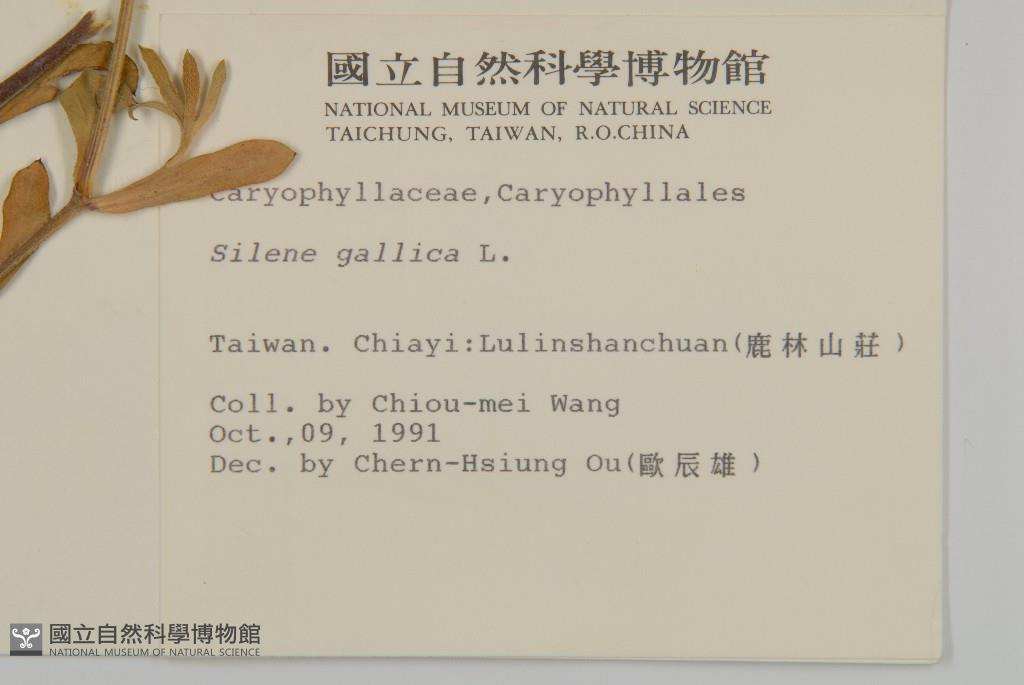 國立自然科學博物館
NATIONAL MUSEUM OF NATURAL SCIENCE
TAICHUNG, TAIWAN, R.O.CHINA
Caryophyllaceae,Caryophyllales
Silene gallica L.
Taiwan. Chiayi:Lulinshanchuan(鹿林山莊)
Coll. by Chiou-mei Wang
Oct.,09, 1991
Dec. by Chern-Hsiung Ou(歐辰雄)
國立自然科學博物館
NATIONAL MUSEUM OF NATURAL SCIENCE